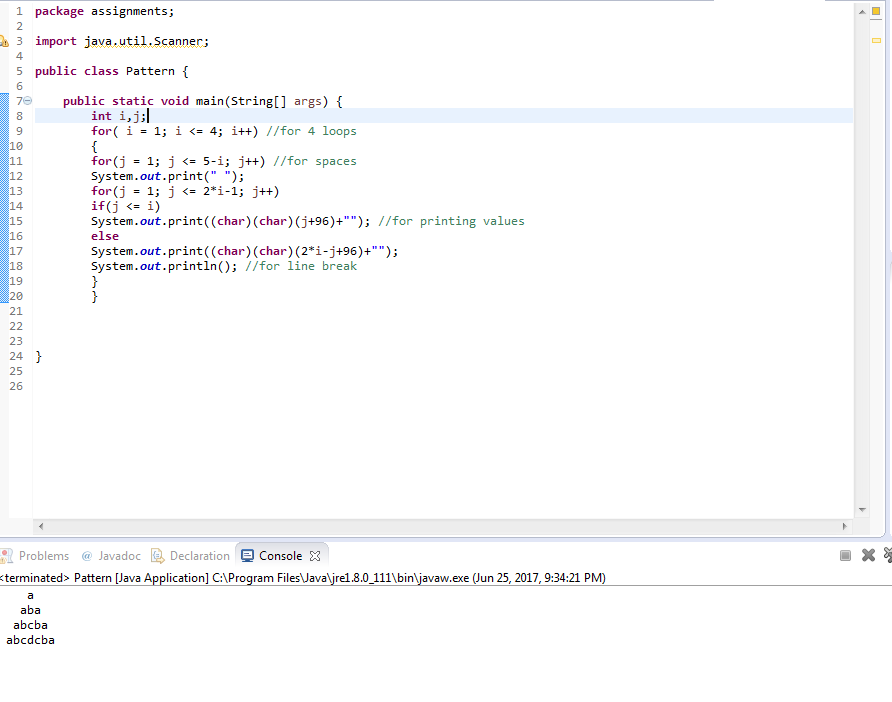 1 package assignments;
2
3 import java.util.Scanner;
4
5 public class Pattern {
6
7 public static void main(String[] args) {
8 int i,j;
9 for( i = 1; i <= 4; i++) //for 4 loops
10 {
11 for(j = 1; j <= 5-i; j++) //for spaces
12 System.out.print(" ");
13 for(j = 1; j <= 2*i-1; j++)
14 if(j <= i)
15 System.out.print((char)(char)(j+96)+""); //for printing values
16 else
17 System.out.print((char)(char)(2*i-j+96)+"");
18 System.out.println(); //for line break
19 }
20 }
21
22
23
24 }
25
26
Problems @ Javadoc Declaration Console
<terminated> Pattern [Java Application] C:\Program Files\Java\jre1.8.0_111\bin\javaw.exe (Jun 25, 2017, 9:34:21 PM)
a
aba
abcba
abcdcba